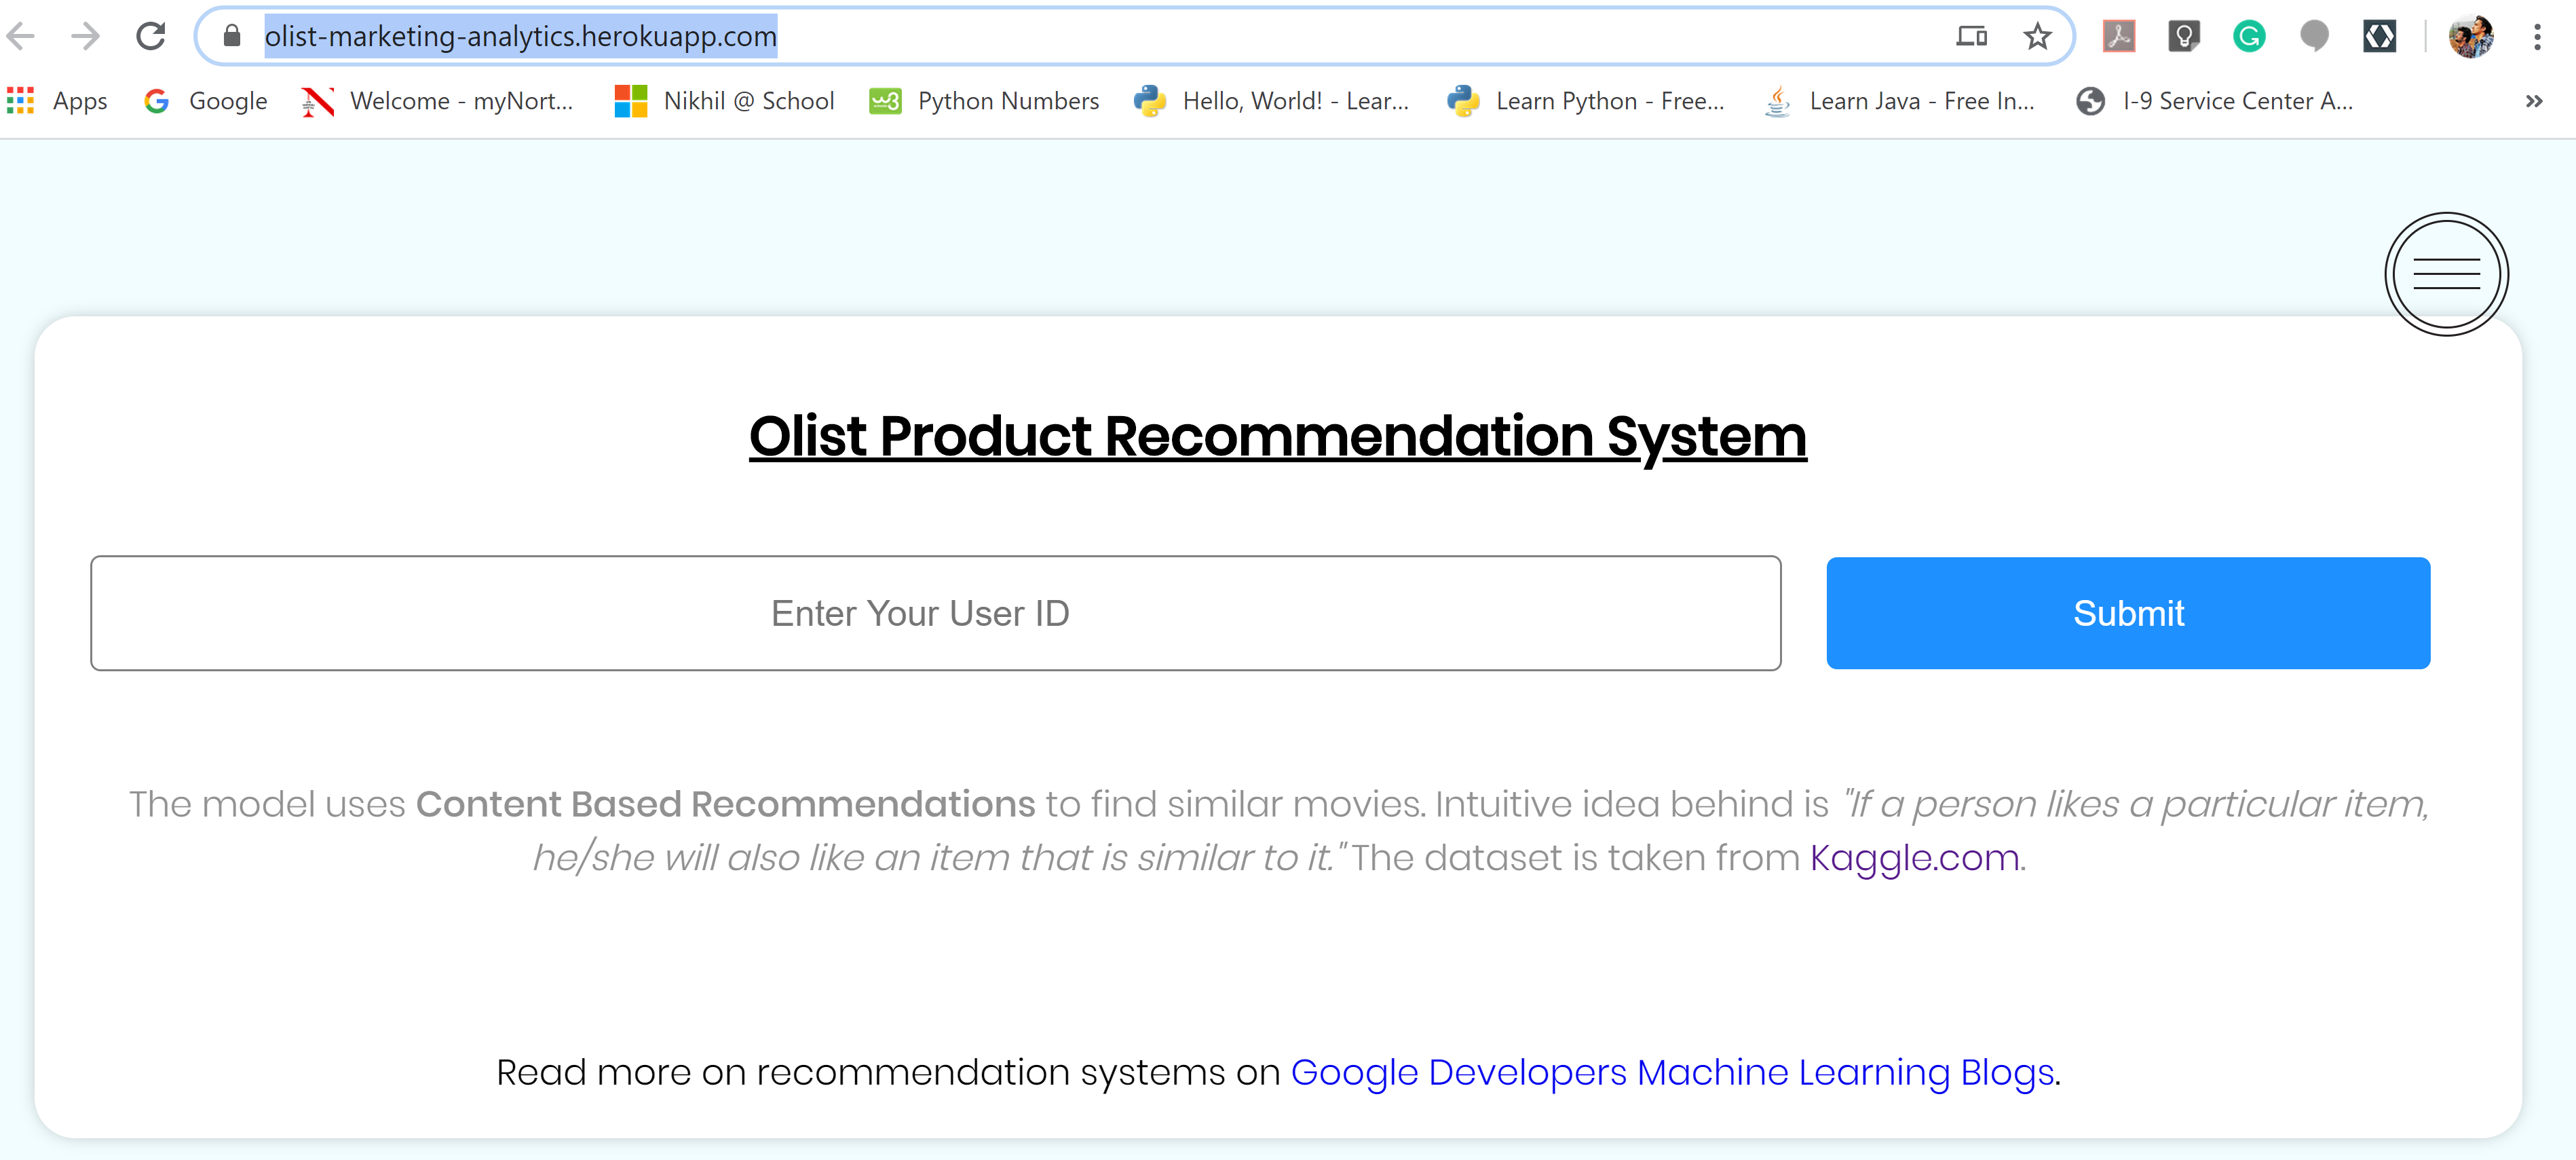 olist-marketing-analytics.herokuapp.com
Apps Google Welcome - myNort... Nikhil @ School w3 Python Numbers Hello, World! - Lear... Learn Python - Free... Learn Java - Free In... I-9 Service Center A... »
Olist Product Recommendation System
Enter Your User ID Submit
The model uses Content Based Recommendations to find similar movies. Intuitive idea behind is "If a person likes a particular item,
he/she will also like an item that is similar to it." The dataset is taken from Kaggle.com.
Read more on recommendation systems on Google Developers Machine Learning Blogs.